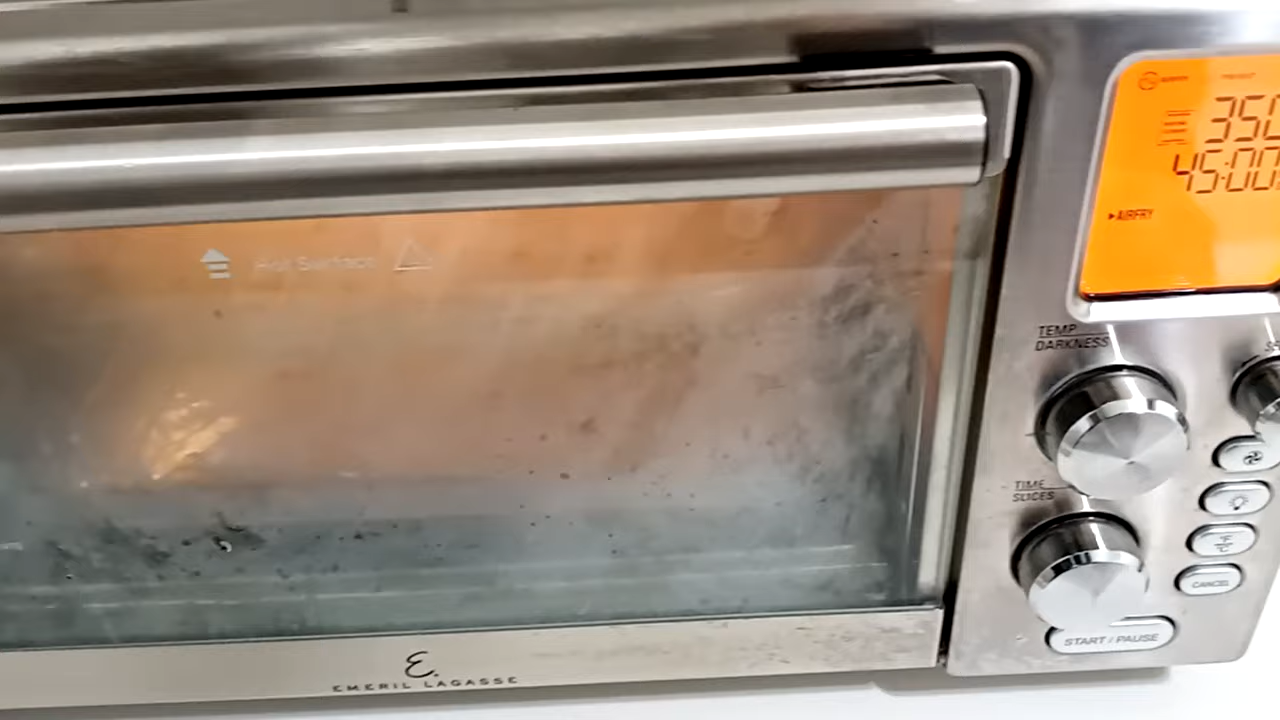 350
45:00
▸AIRFRY
Hot Surface
TEMP
DARKNESS
TIME
SLICES
°F
°C
CANCEL
START / PAUSE
E.
EMERIL LAGASSE